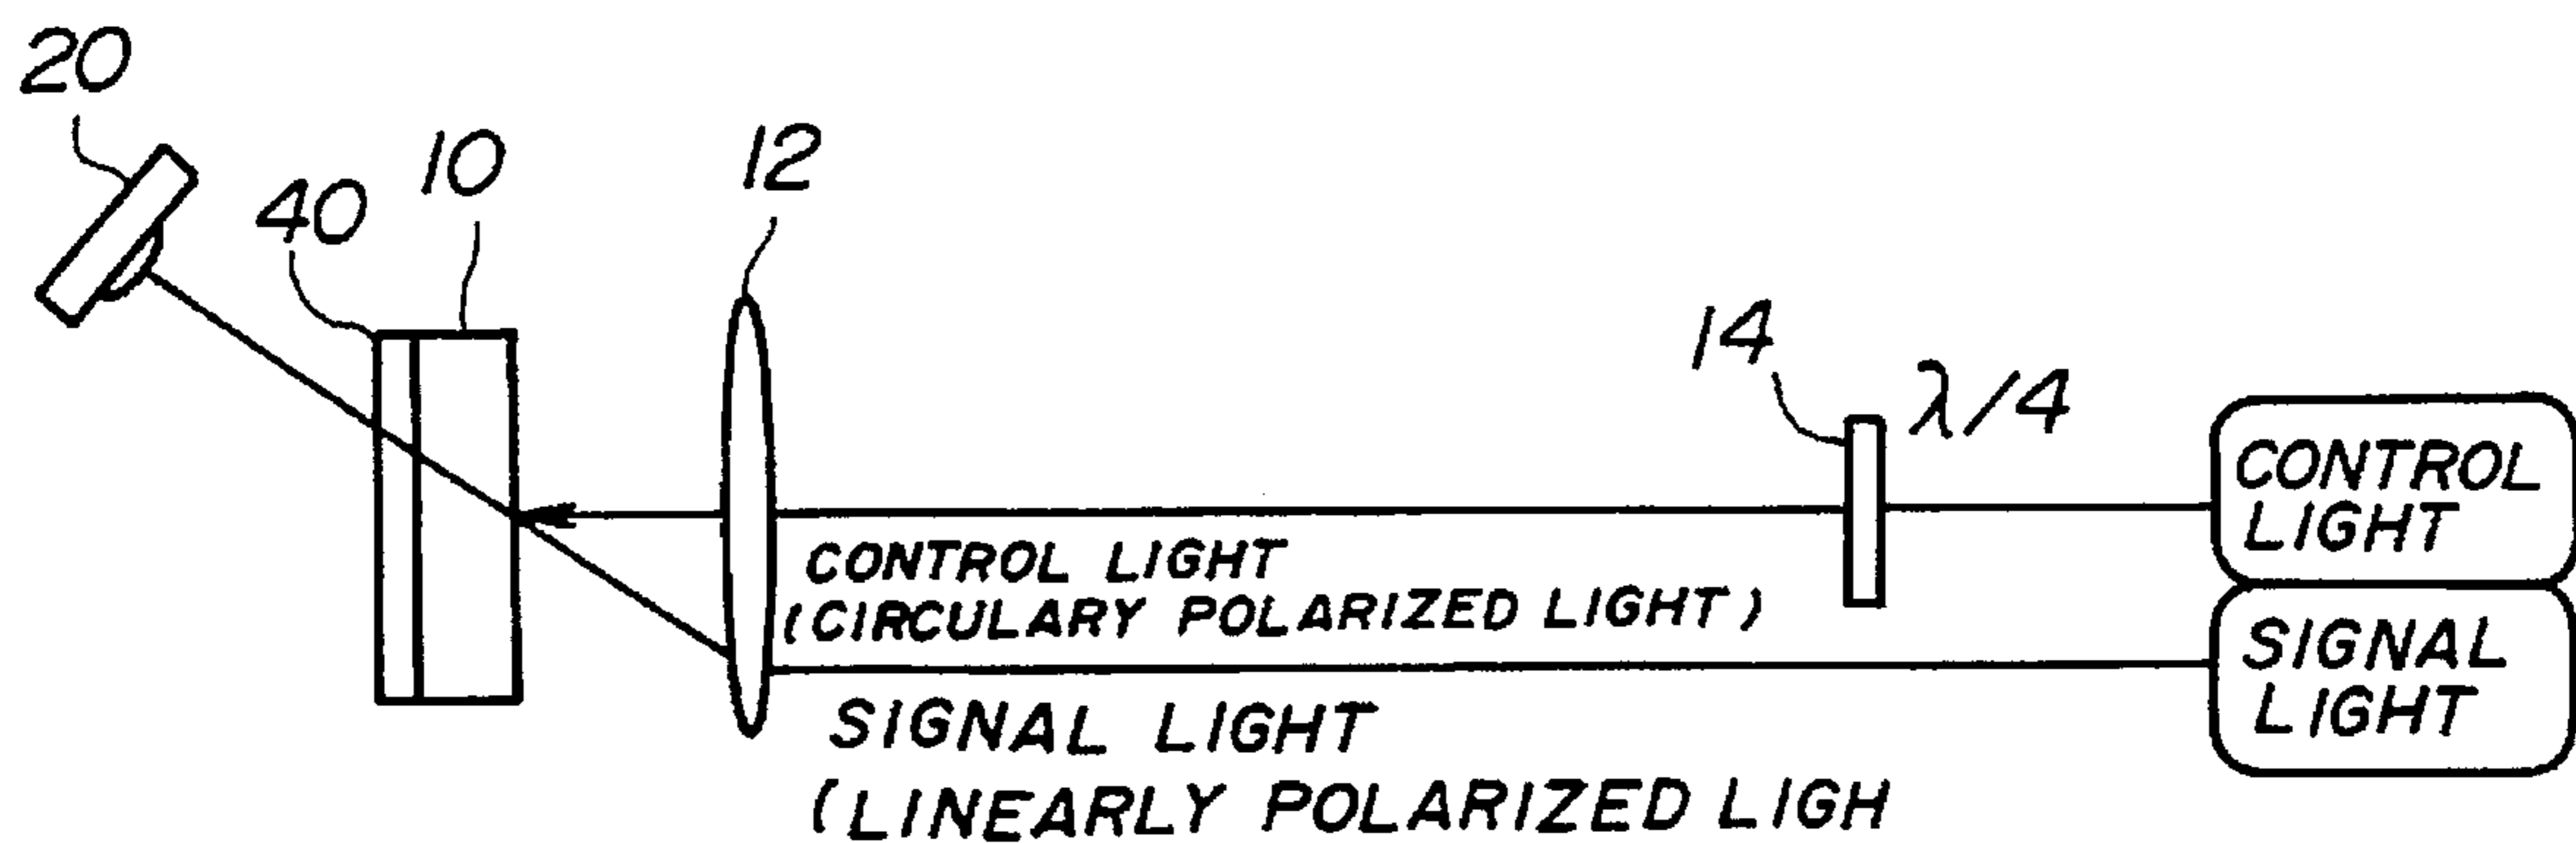 20
10
40
12
14
λ/4
CONTROL
LIGHT
CONTROL LIGHT
(CIRCULARY POLARIZED LIGHT)
SIGNAL
LIGHT
SIGNAL LIGHT
(LINEARLY POLARIZED LIGH